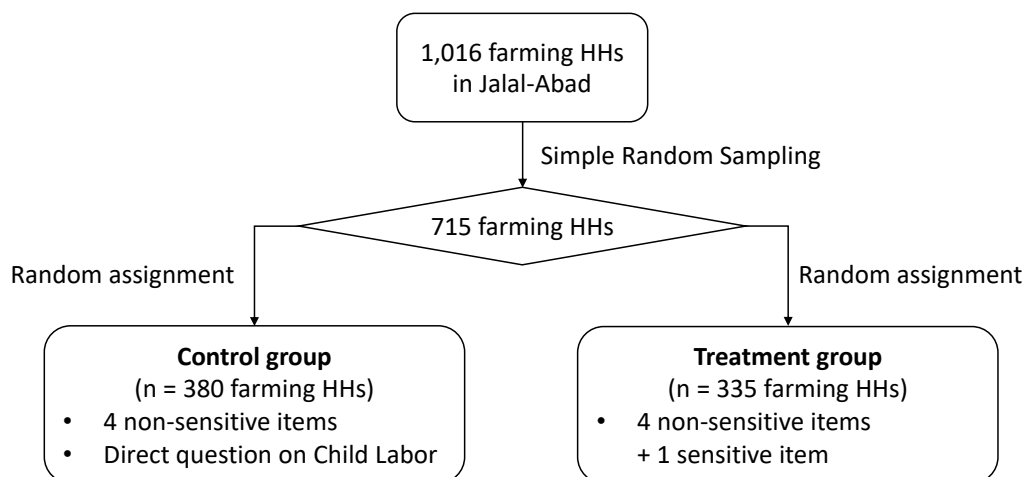 1,016 farming HHs
in Jalal-Abad
Simple Random Sampling
715 farming HHs
Random assignment
Random assignment
Control group
(n = 380 farming HHs)
• 4 non-sensitive items
• Direct question on Child Labor
Treatment group
(n = 335 farming HHs)
• 4 non-sensitive items
+ 1 sensitive item